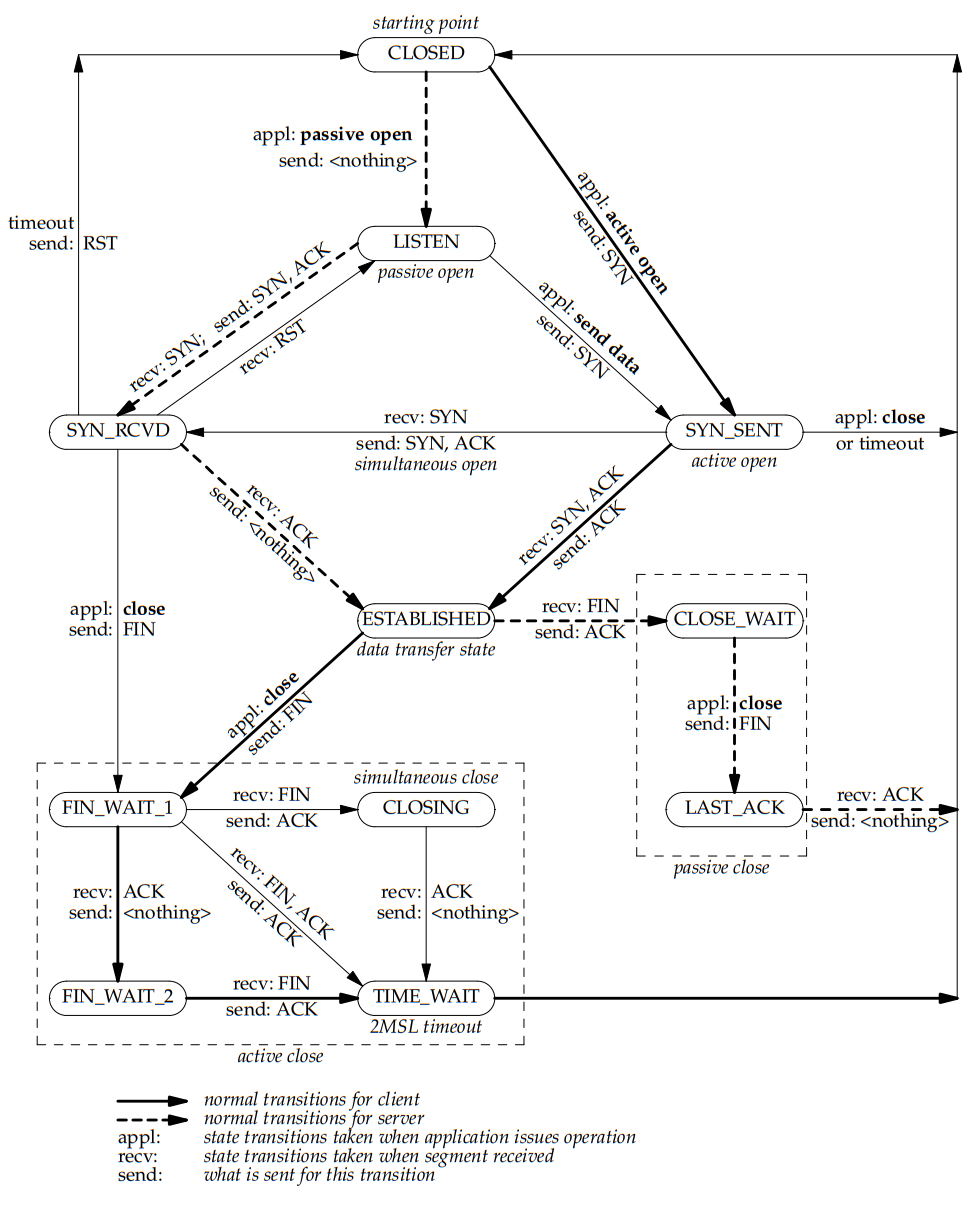 starting point
CLOSED
appl: passive open
send: <nothing>
appl: active open
send: SYN
timeout
send: RST
LISTEN
passive open
recv: SYN; send: SYN, ACK
recv: RST
appl: send data
send: SYN
SYN_RCVD
recv: SYN
send: SYN, ACK
simultaneous open
SYN_SENT
active open
appl: close
or timeout
recv: ACK
send: <nothing>
recv: SYN, ACK
send: ACK
appl: close
send: FIN
ESTABLISHED
data transfer state
recv: FIN
send: ACK
CLOSE_WAIT
appl: close
send: FIN
appl: close
send: FIN
LAST_ACK
recv: ACK
send: <nothing>
passive close
simultaneous close
FIN_WAIT_1
recv: FIN
send: ACK
CLOSING
recv: ACK
send: <nothing>
recv: FIN, ACK
send: ACK
recv: ACK
send: <nothing>
FIN_WAIT_2
recv: FIN
send: ACK
TIME_WAIT
2MSL timeout
active close
normal transitions for client
normal transitions for server
appl: state transitions taken when application issues operation
recv: state transitions taken when segment received
send: what is sent for this transition